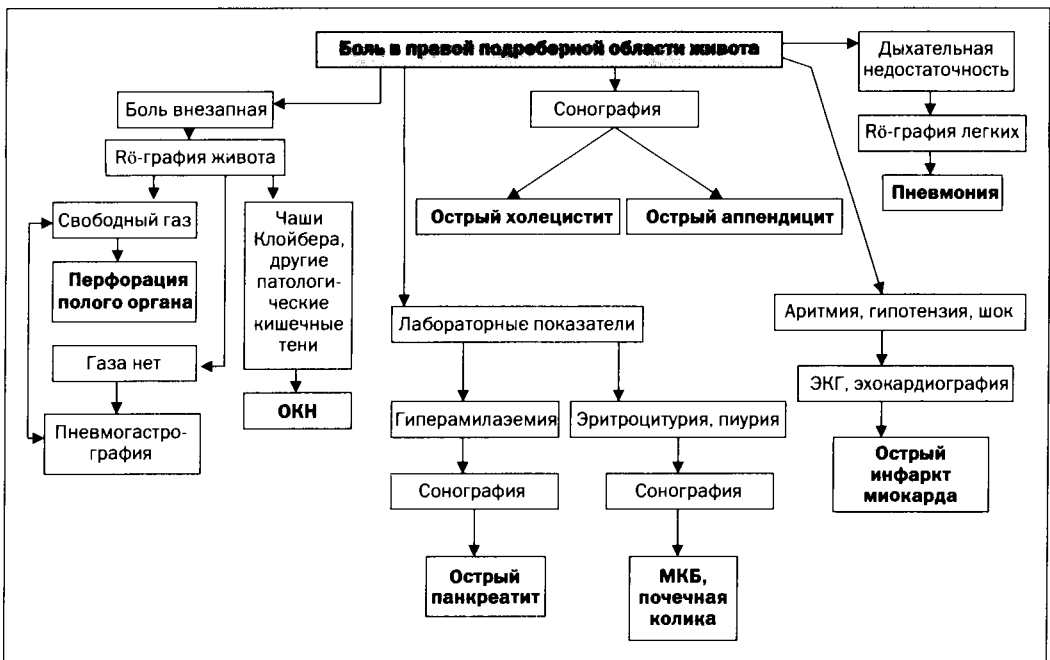 Боль в правой подреберной области живота
Дыхательная
недостаточность
Боль внезапная
Сонография
Rö-графия живота
Rö-графия легких
Пневмония
Свободный газ
Чаши
Клойбера,
другие
патологи-
ческие
кишечные
тени
Острый холецистит
Острый аппендицит
Перфорация
полого органа
Лабораторные показатели
Аритмия, гипотензия, шок
Газа нет
ОКН
ЭКГ, эхокардиография
Пневмогастро-
графия
Гиперамилаэемия
Эритроцитурия, пиурия
Острый
инфаркт
миокарда
Сонография
Сонография
Острый
панкреатит
МКБ,
почечная
колика